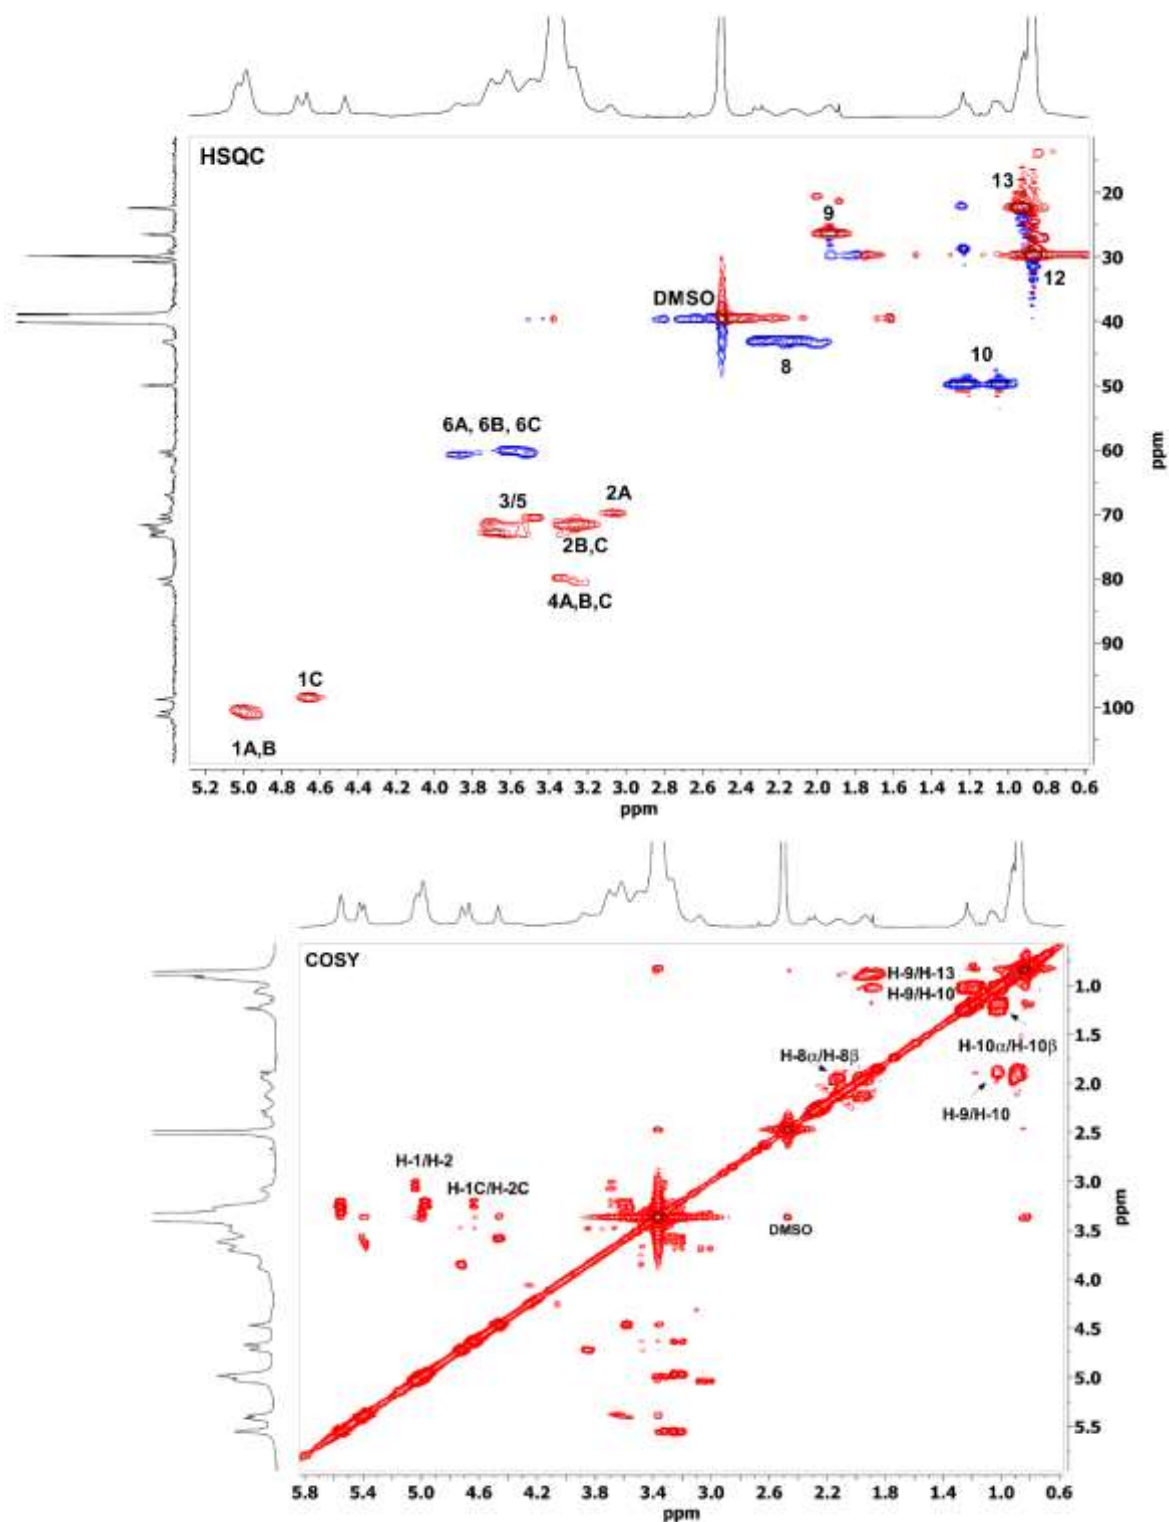 HSQC
13
20
9
30
DMSO
12
40
8
10
50
6A, 6B, 6C
60
3/5
2A
70
2B,C
80
4A,B,C
90
1C
100
1A,B
ppm
5.2 5.0 4.8 4.6 4.4 4.2 4.0 3.8 3.6 3.4 3.2 3.0 2.8 2.6 2.4 2.2 2.0 1.8 1.6 1.4 1.2 1.0 0.8 0.6
ppm
COSY
H-9/H-13
H-9/H-10
1.0
H-8α/H-8β
H-10α/H-10β
1.5
2.0
H-9/H-10
2.5
H-1/H-2
H-1C/H-2C
3.0
DMSO
3.5
4.0
4.5
5.0
5.5
ppm
5.8 5.4 5.0 4.6 4.2 3.8 3.4 3.0 2.6 2.2 1.8 1.4 1.0 0.6
ppm